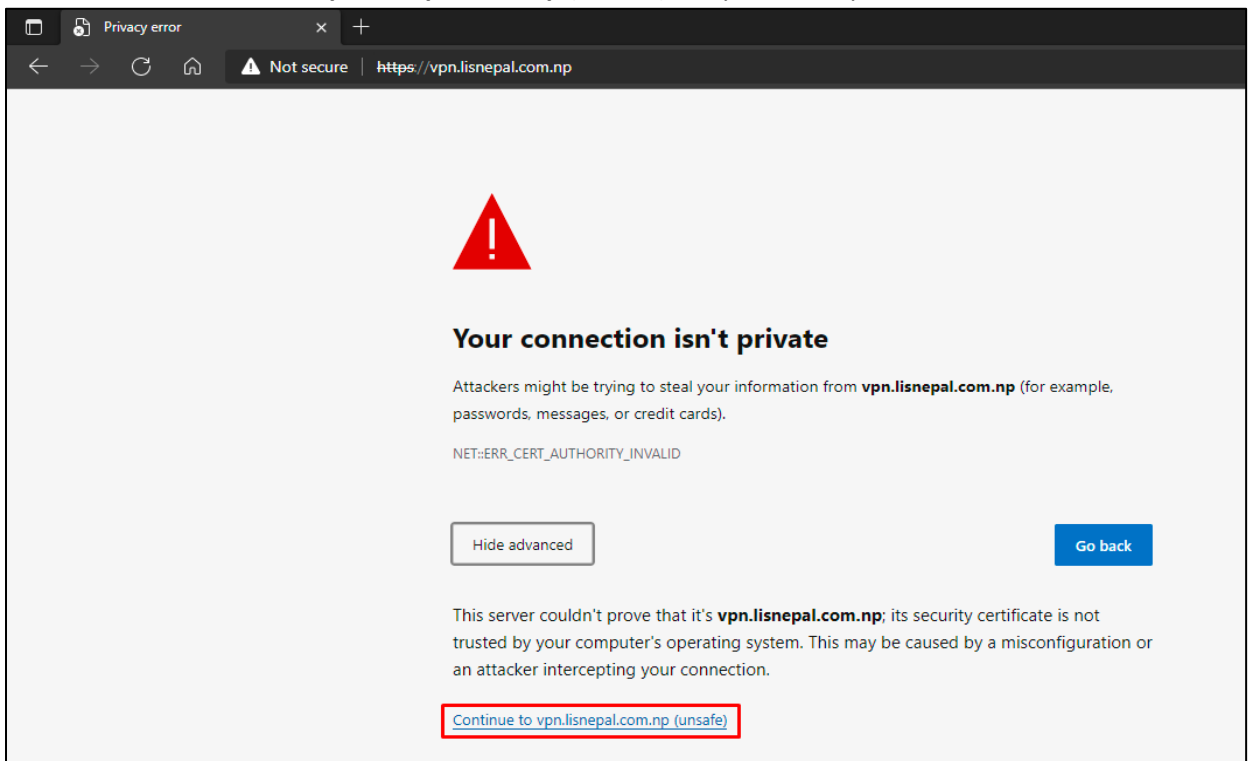 Privacy error
Not secure | https://vpn.lisnepal.com.np
Your connection isn't private
Attackers might be trying to steal your information from vpn.lisnepal.com.np (for example,
passwords, messages, or credit cards).
NET::ERR_CERT_AUTHORITY_INVALID
Hide advanced
Go back
This server couldn't prove that it's vpn.lisnepal.com.np; its security certificate is not
trusted by your computer's operating system. This may be caused by a misconfiguration or
an attacker intercepting your connection.
Continue to vpn.lisnepal.com.np (unsafe)